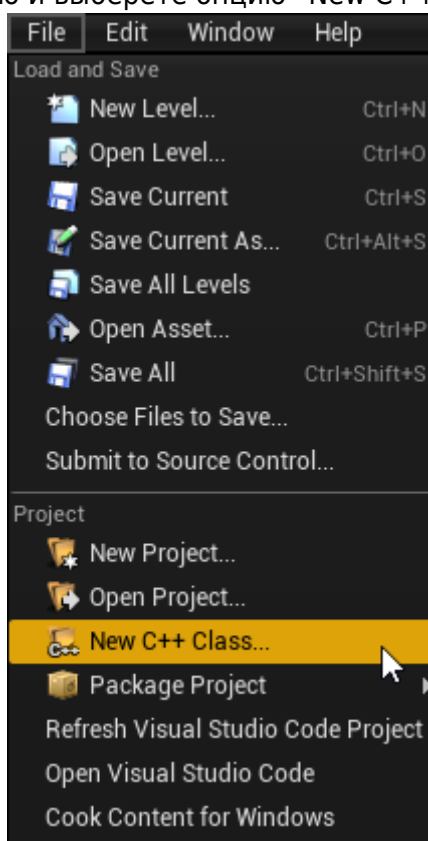 и выберете опцию "New C++
File Edit Window Help
Load and Save
New Level... Ctrl+N
Open Level... Ctrl+O
Save Current Ctrl+S
Save Current As... Ctrl+Alt+S
Save All Levels
Open Asset... Ctrl+P
Save All Ctrl+Shift+S
Choose Files to Save...
Submit to Source Control...
Project
New Project...
Open Project...
New C++ Class...
Package Project
Refresh Visual Studio Code Project
Open Visual Studio Code
Cook Content for Windows